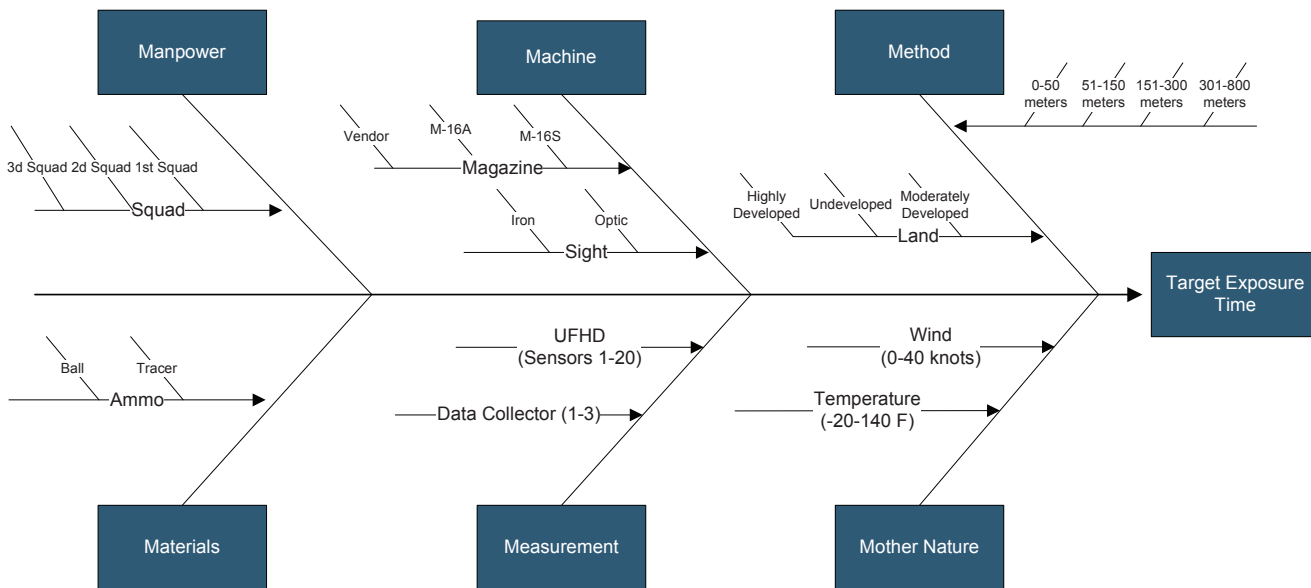 Manpower
Machine
Method
0-50
meters
51-150
meters
151-300
meters
301-800
meters
Vendor
M-16A
M-16S
Magazine
3d Squad
2d Squad
1st Squad
Squad
Highly
Developed
Undeveloped
Moderately
Developed
Land
Iron
Optic
Sight
Target Exposure
Time
UFHD
(Sensors 1-20)
Wind
(0-40 knots)
Ball
Tracer
Ammo
Data Collector (1-3)
Temperature
(-20-140 F)
Materials
Measurement
Mother Nature